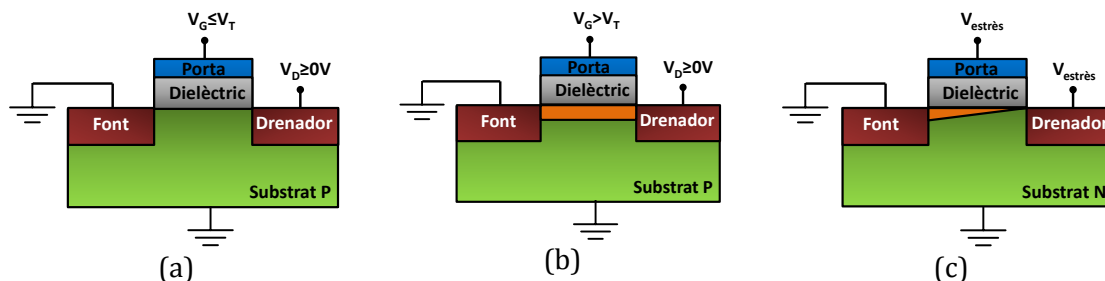 V_G≤V_T
Porta
Dielèctric
V_D≥0V
Font
Drenador
Substrat P
(a)
V_G>V_T
Porta
Dielèctric
V_D≥0V
Font
Drenador
Substrat P
(b)
V_estrès
Porta
Dielèctric
V_estrès
Font
Drenador
Substrat N
(c)